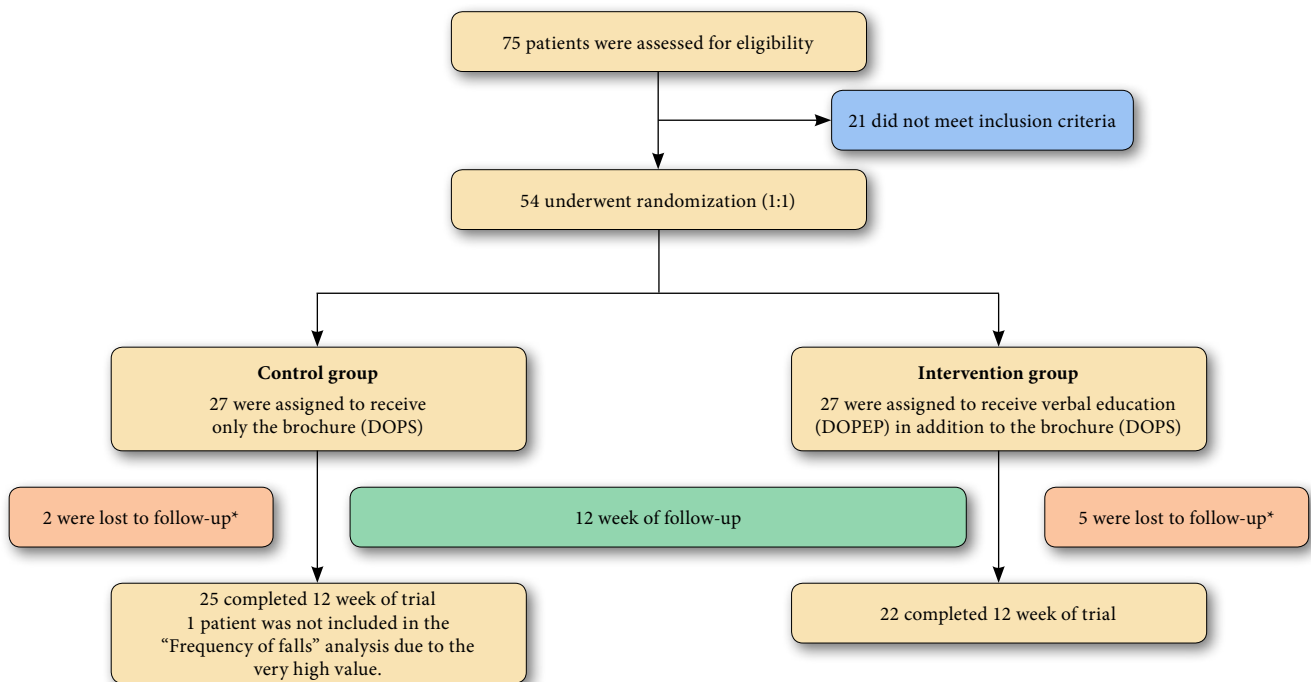 75 patients were assessed for eligibility
21 did not meet inclusion criteria
54 underwent randomization (1:1)
Control group
27 were assigned to receive
only the brochure (DOPS)
Intervention group
27 were assigned to receive verbal education
(DOPEP) in addition to the brochure (DOPS)
2 were lost to follow-up*
12 week of follow-up
5 were lost to follow-up*
25 completed 12 week of trial
1 patient was not included in the
“Frequency of falls” analysis due to the
very high value.
22 completed 12 week of trial